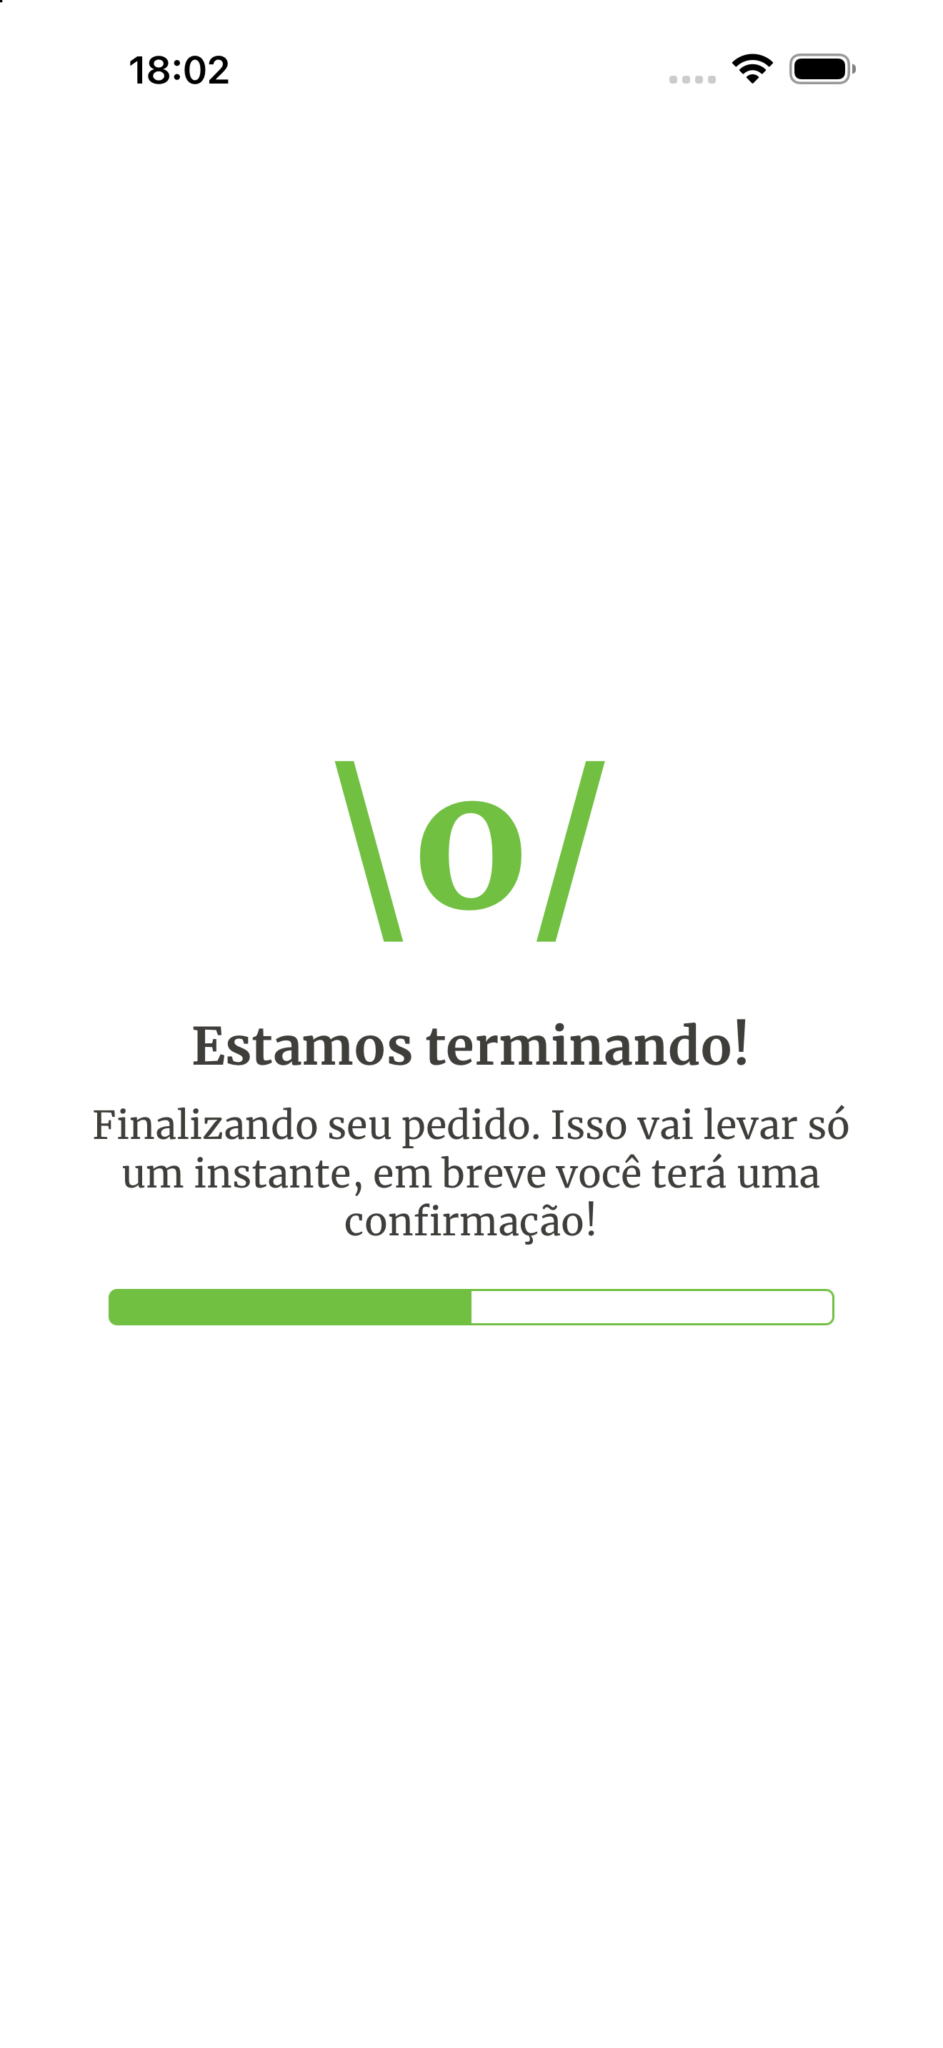 18:02
\o/
Estamos terminando!
Finalizando seu pedido. Isso vai levar só
um instante, em breve você terá uma
confirmação!